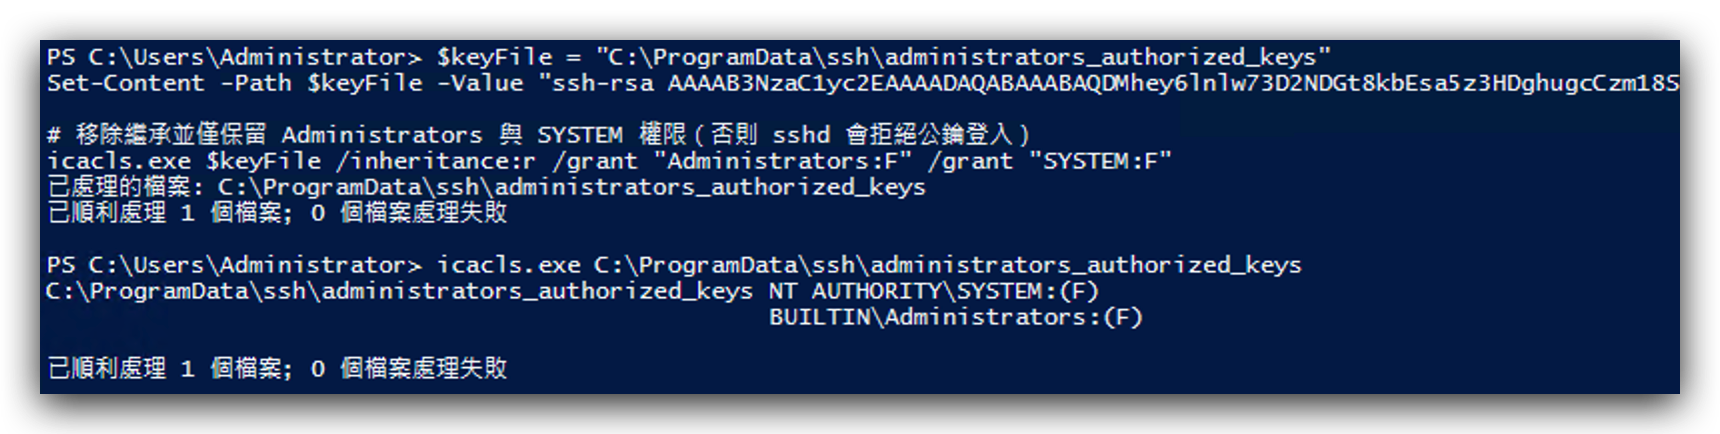 PS C:\Users\Administrator> $keyFile = "C:\ProgramData\ssh\administrators_authorized_keys"
Set-Content -Path $keyFile -Value "ssh-rsa AAAAB3NzaC1yc2EAAAADAQABAAABAQDMhey6lnlw73D2NDGt8kbEsa5z3HDghugcCzm18S
# 移除繼承並僅保留 Administrators 與 SYSTEM 權限(否則 sshd 會拒絕公鑰登入)
icacls.exe $keyFile /inheritance:r /grant "Administrators:F" /grant "SYSTEM:F"
已處理的檔案: C:\ProgramData\ssh\administrators_authorized_keys
已順利處理 1 個檔案; 0 個檔案處理失敗
PS C:\Users\Administrator> icacls.exe C:\ProgramData\ssh\administrators_authorized_keys
C:\ProgramData\ssh\administrators_authorized_keys NT AUTHORITY\SYSTEM:(F)
BUILTIN\Administrators:(F)
已順利處理 1 個檔案; 0 個檔案處理失敗